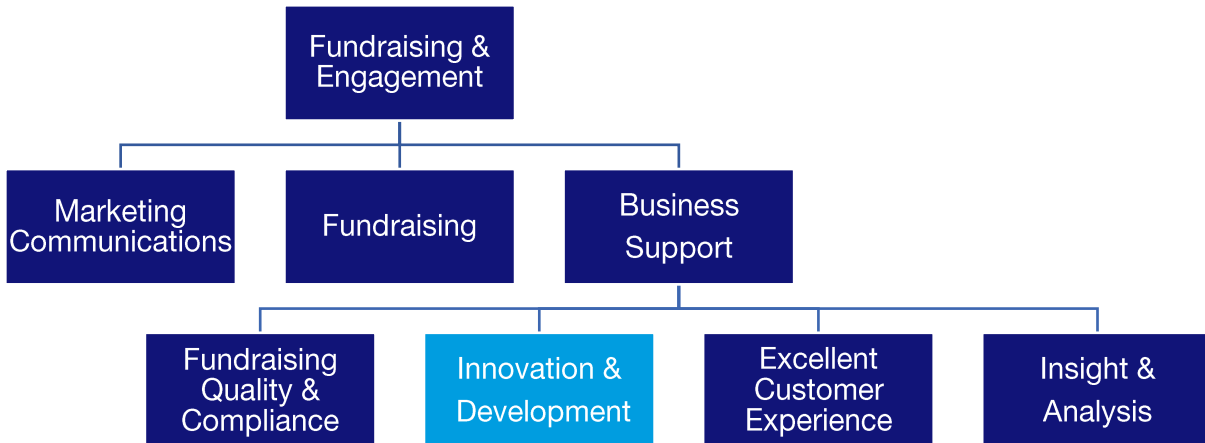 Fundraising &
Engagement
Marketing
Communications
Fundraising
Business
Support
Fundraising
Quality &
Compliance
Innovation &
Development
Excellent
Customer
Experience
Insight &
Analysis